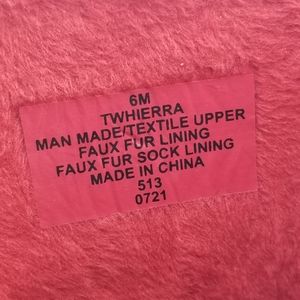 6M
TWHIERRA
MAN MADE/TEXTILE UPPER
FAUX FUR LINING
FAUX FUR SOCK LINING
MADE IN CHINA
513
0721